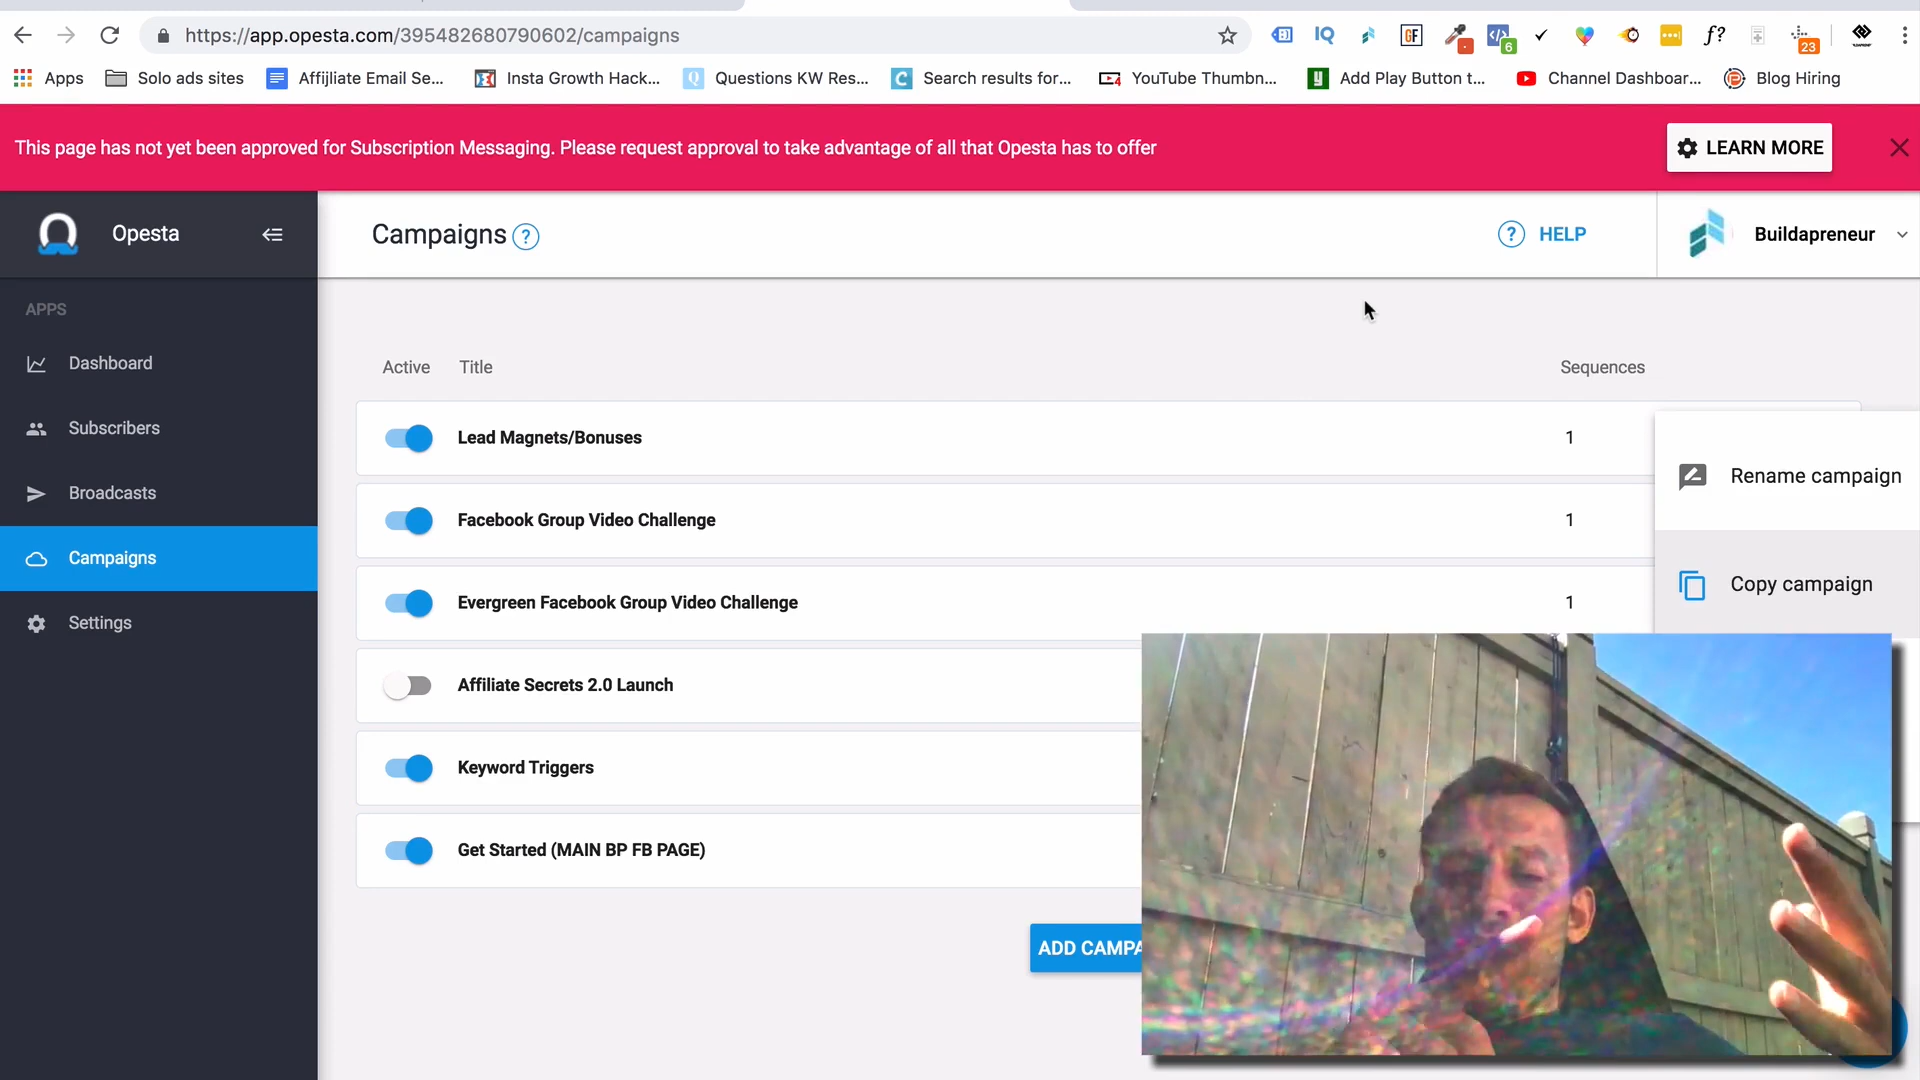 https://app.opesta.com/395482680790602/campaigns
IQ
GF
6
f?
23
Apps
Solo ads sites
Affijliate Email Se...
Insta Growth Hack...
Questions KW Res...
Search results for...
YouTube Thumbn...
Add Play Button t...
Channel Dashboar...
Blog Hiring
This page has not yet been approved for Subscription Messaging. Please request approval to take advantage of all that Opesta has to offer
LEARN MORE
Opesta
Campaigns
?
? HELP
Buildapreneur
APPS
Dashboard
Subscribers
Broadcasts
Campaigns
Settings
Active
Title
Sequences
Lead Magnets/Bonuses
1
Facebook Group Video Challenge
1
Evergreen Facebook Group Video Challenge
1
Affiliate Secrets 2.0 Launch
Keyword Triggers
Get Started (MAIN BP FB PAGE)
Rename campaign
Copy campaign
ADD CAMPA